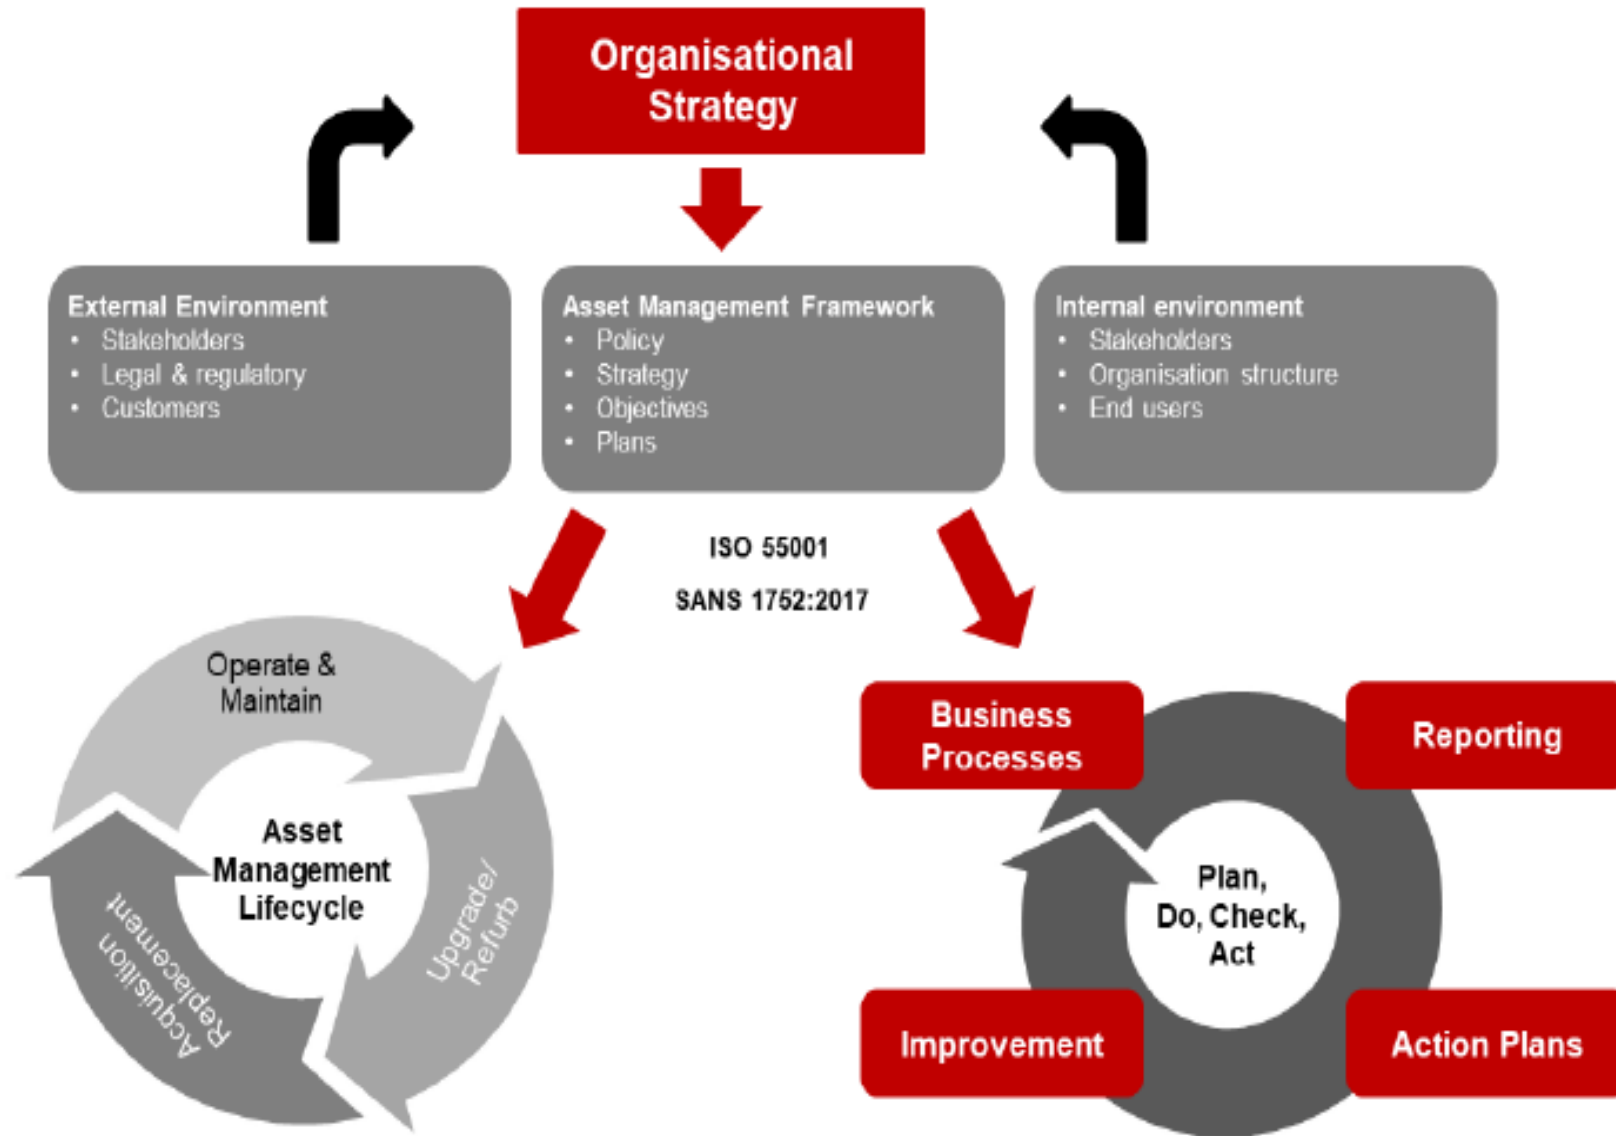 Organisational
Strategy
External Environment
• Stakeholders
• Legal & regulatory
• Customers
Asset Management Framework
• Policy
• Strategy
• Objectives
• Plans
Internal environment
• Stakeholders
• Organisation structure
• End users
ISO 55001
SANS 1752:2017
Operate &
Maintain
Upgrade/
Refurb
Acquisition
Replacement
Asset
Management
Lifecycle
Business
Processes
Reporting
Plan,
Do, Check,
Act
Improvement
Action Plans